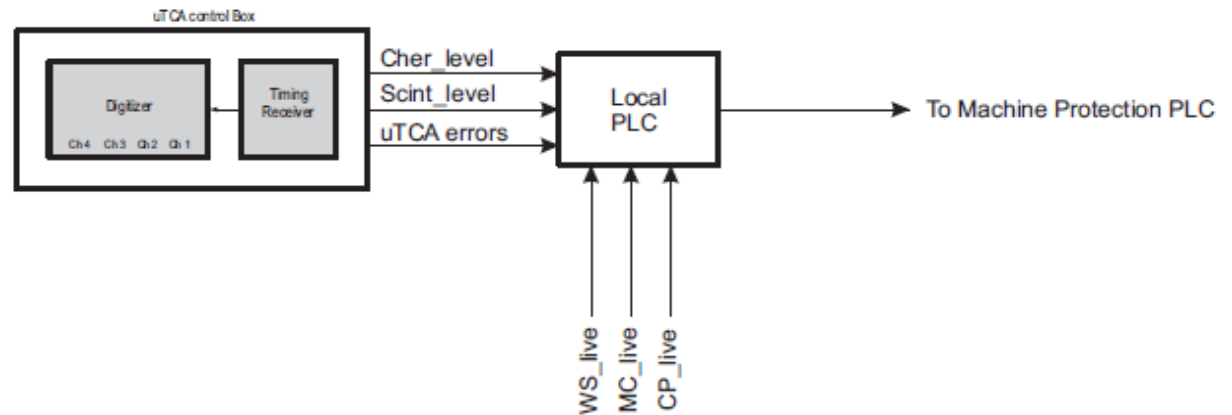 uTCA control Box
Digitizer
Ch4 Ch3 Ch2 Ch1
Timing
Receiver
Cher_level
Scint_level
uTCA errors
Local
PLC
To Machine Protection PLC
WS_live
MC_live
CP_live